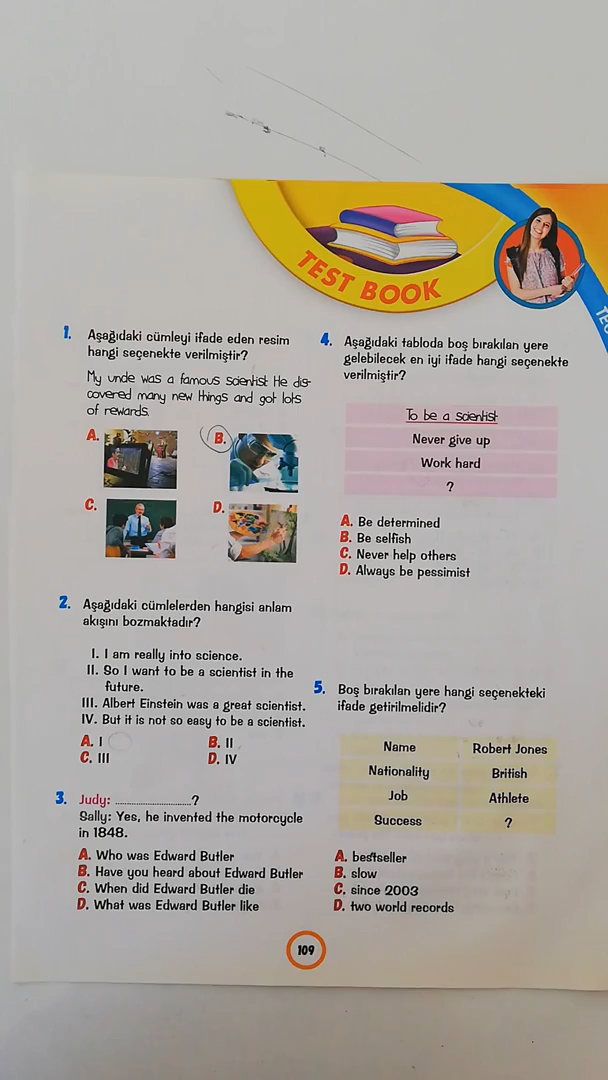 TEST BOOK
1. Aşağıdaki cümleyi ifade eden resim
hangi seçenekte verilmiştir?
My uncle was a famous scientist. He dis-
covered many new things and got lots
of rewards.
A.
B.
C.
D.
2. Aşağıdaki cümlelerden hangisi anlam
akışını bozmaktadır?
I. I am really into science.
II. So I want to be a scientist in the
future.
III. Albert Einstein was a great scientist.
IV. But it is not so easy to be a scientist.
A. I
B. II
C. III
D. IV
3. Judy: ..............................?
Sally: Yes, he invented the motorcycle
in 1848.
A. Who was Edward Butler
B. Have you heard about Edward Butler
C. When did Edward Butler die
D. What was Edward Butler like
4. Aşağıdaki tabloda boş bırakılan yere
gelebilecek en iyi ifade hangi seçenekte
verilmiştir?
To be a scientist
Never give up
Work hard
?
A. Be determined
B. Be selfish
C. Never help others
D. Always be pessimist
5. Boş bırakılan yere hangi seçenekteki
ifade getirilmelidir?
Name Robert Jones
Nationality British
Job Athlete
Success ?
A. bestseller
B. slow
C. since 2003
D. two world records
109